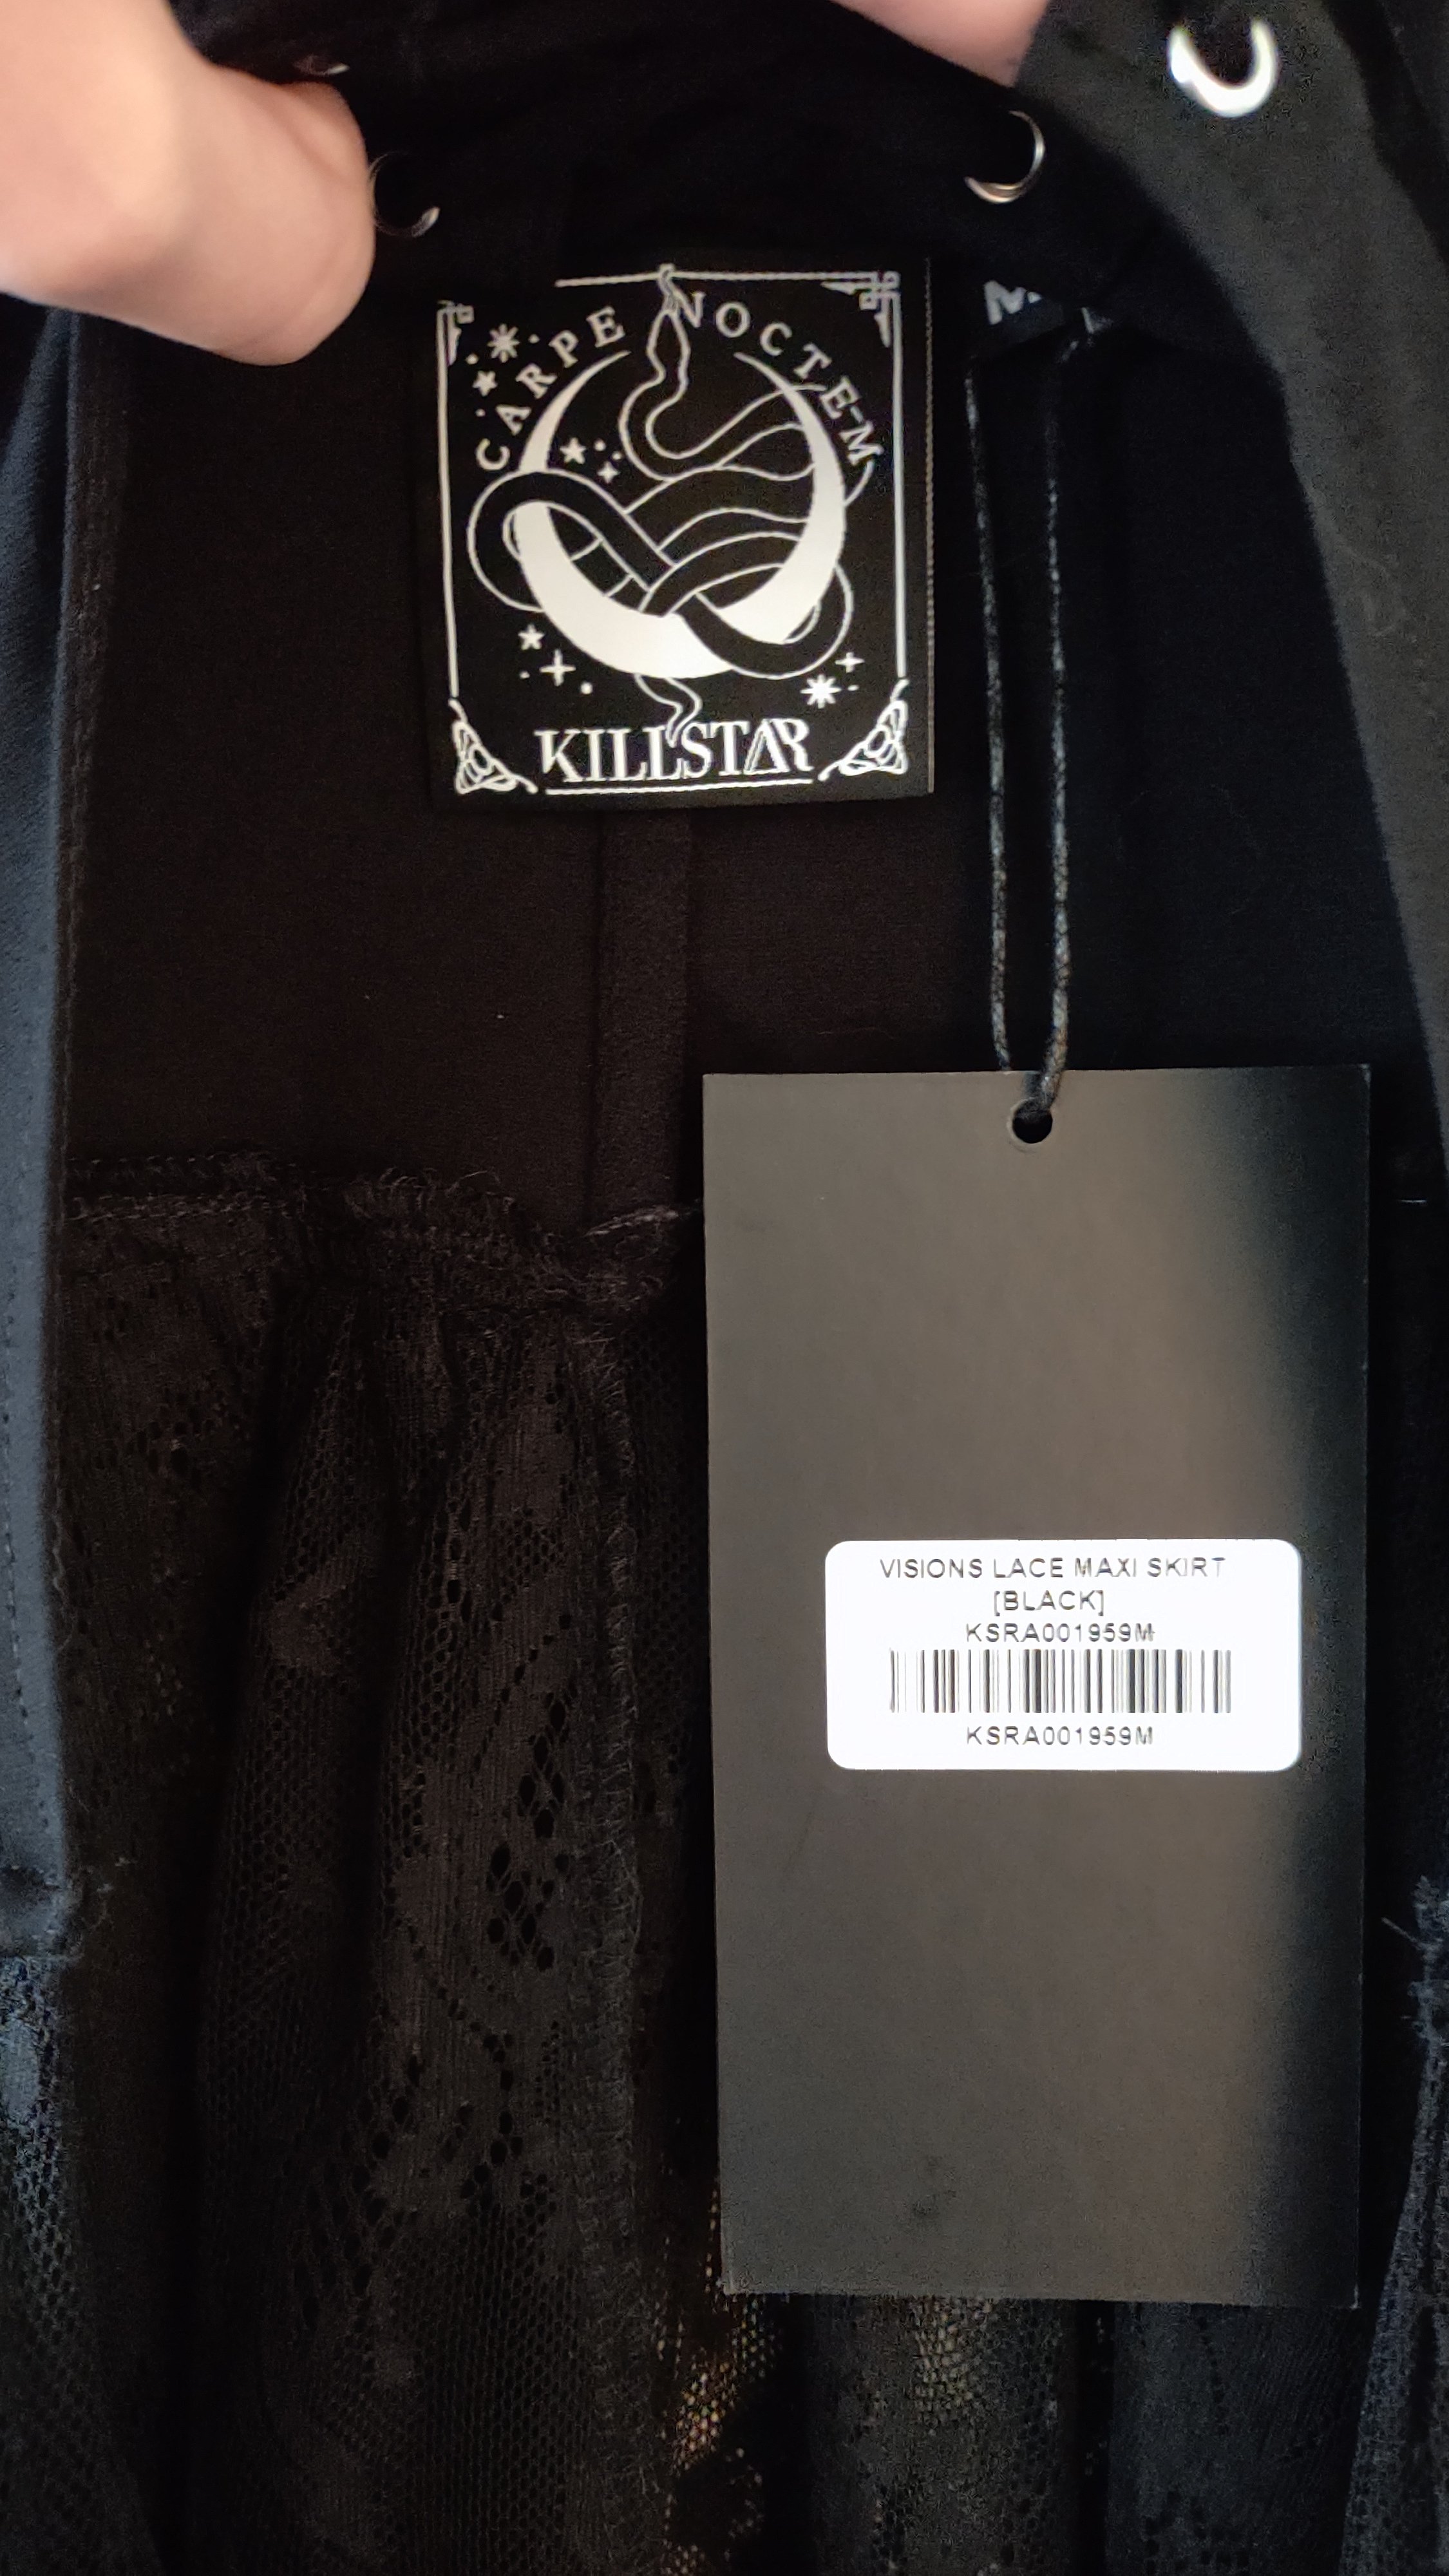 CARPE NOCTEM
KILLSTAR
M
VISIONS LACE MAXI SKIRT
[BLACK]
KSRA001959M
KSRA001959M